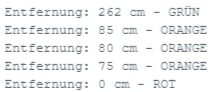 Entfernung: 262 cm - GRÜN
Entfernung: 85 cm - ORANGE
Entfernung: 80 cm - ORANGE
Entfernung: 75 cm - ORANGE
Entfernung: 0 cm - ROT